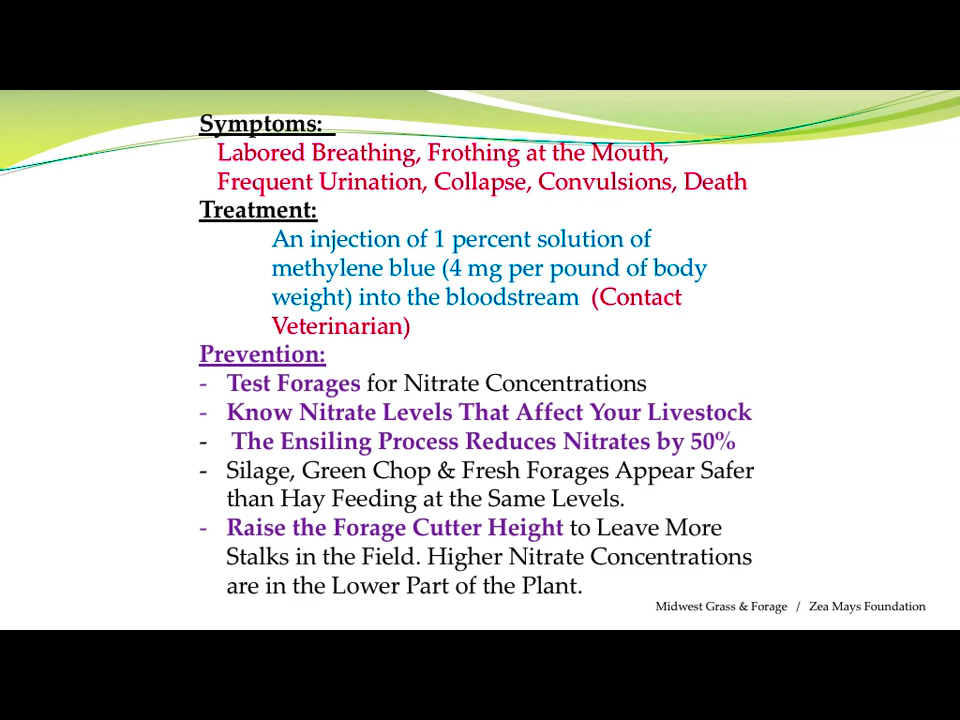 Symptoms:
Labored Breathing, Frothing at the Mouth,
Frequent Urination, Collapse, Convulsions, Death
Treatment:
An injection of 1 percent solution of
methylene blue (4 mg per pound of body
weight) into the bloodstream (Contact
Veterinarian)
Prevention:
- Test Forages for Nitrate Concentrations
- Know Nitrate Levels That Affect Your Livestock
- The Ensiling Process Reduces Nitrates by 50%
- Silage, Green Chop & Fresh Forages Appear Safer
than Hay Feeding at the Same Levels.
- Raise the Forage Cutter Height to Leave More
Stalks in the Field. Higher Nitrate Concentrations
are in the Lower Part of the Plant.
Midwest Grass & Forage / Zea Mays Foundation